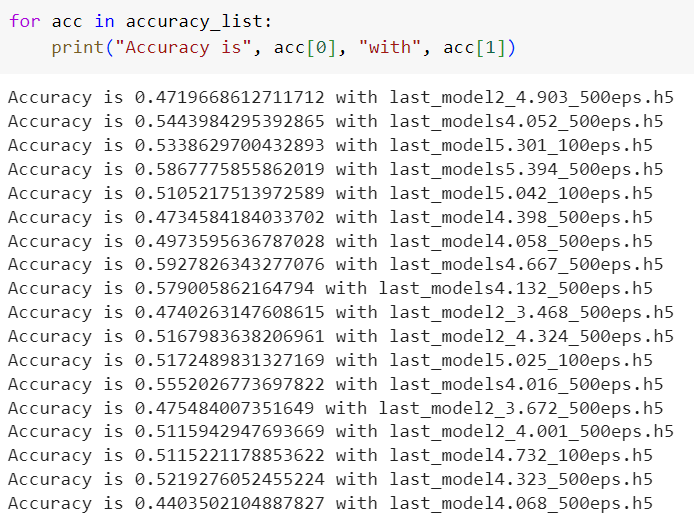 for acc in accuracy_list:
    print("Accuracy is", acc[0], "with", acc[1])
Accuracy is 0.4719668612711712 with last_model2_4.903_500eps.h5
Accuracy is 0.5443984295392865 with last_models4.052_500eps.h5
Accuracy is 0.5338629700432893 with last_model5.301_100eps.h5
Accuracy is 0.5867775855862019 with last_models5.394_500eps.h5
Accuracy is 0.5105217513972589 with last_model5.042_100eps.h5
Accuracy is 0.4734584184033702 with last_model4.398_500eps.h5
Accuracy is 0.4973595636787028 with last_model4.058_500eps.h5
Accuracy is 0.5927826343277076 with last_models4.667_500eps.h5
Accuracy is 0.579005862164794 with last_models4.132_500eps.h5
Accuracy is 0.4740263147608615 with last_model2_3.468_500eps.h5
Accuracy is 0.5167983638206961 with last_model2_4.324_500eps.h5
Accuracy is 0.5172489831327169 with last_model5.025_100eps.h5
Accuracy is 0.5552026773697822 with last_models4.016_500eps.h5
Accuracy is 0.475484007351649 with last_model2_3.672_500eps.h5
Accuracy is 0.5115942947693669 with last_model2_4.001_500eps.h5
Accuracy is 0.5115221178853622 with last_model4.732_100eps.h5
Accuracy is 0.5219276052455224 with last_model4.323_500eps.h5
Accuracy is 0.4403502104887827 with last_model4.068_500eps.h5